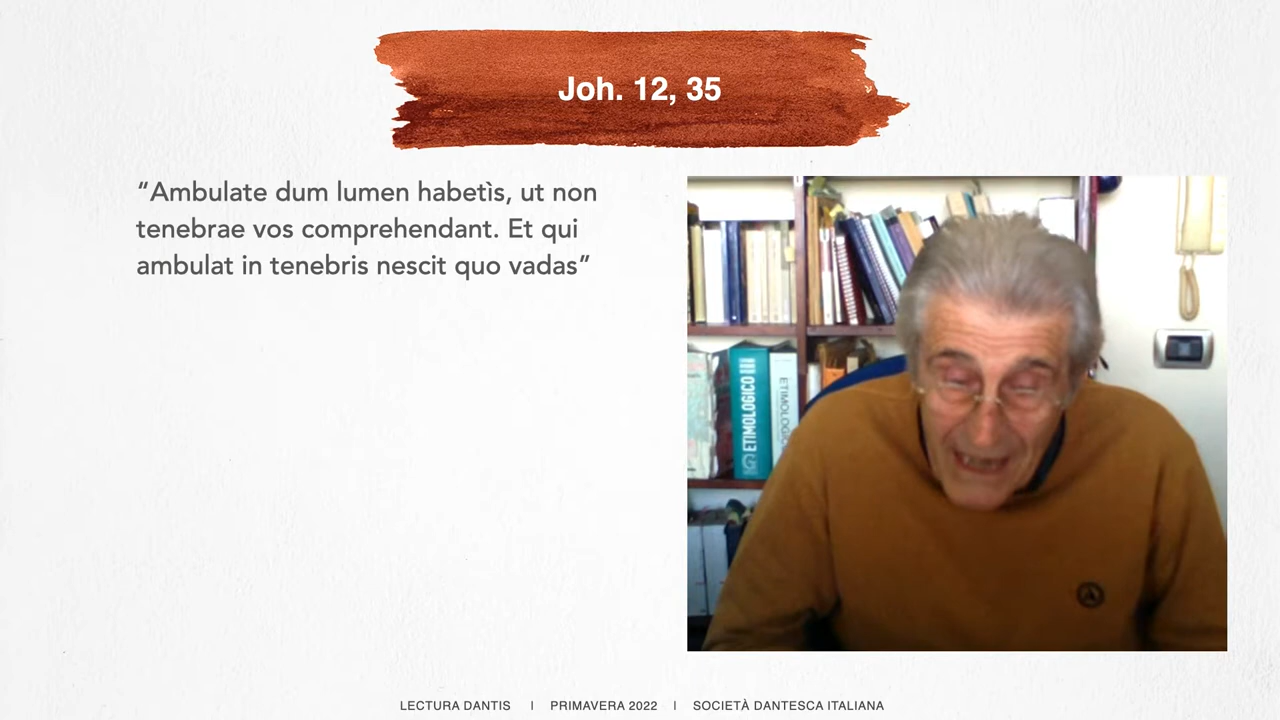 Joh. 12, 35
“Ambulate dum lumen habetìs, ut non
tenebrae vos comprehendant. Et qui
ambulat in tenebris nescit quo vadas”
ETIMOLOGICO
ETIMOLOGICO
LECTURA DANTIS | PRIMAVERA 2022 | SOCIETÀ DANTESCA ITALIANA